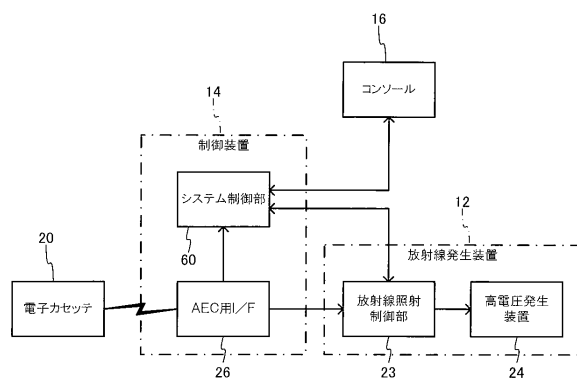 16
コンソール
14
制御装置
システム制御部
60
12
放射線発生装置
20
電子カセッテ
AEC用I/F
放射線照射
制御部
高電圧発生
装置
26
23
24